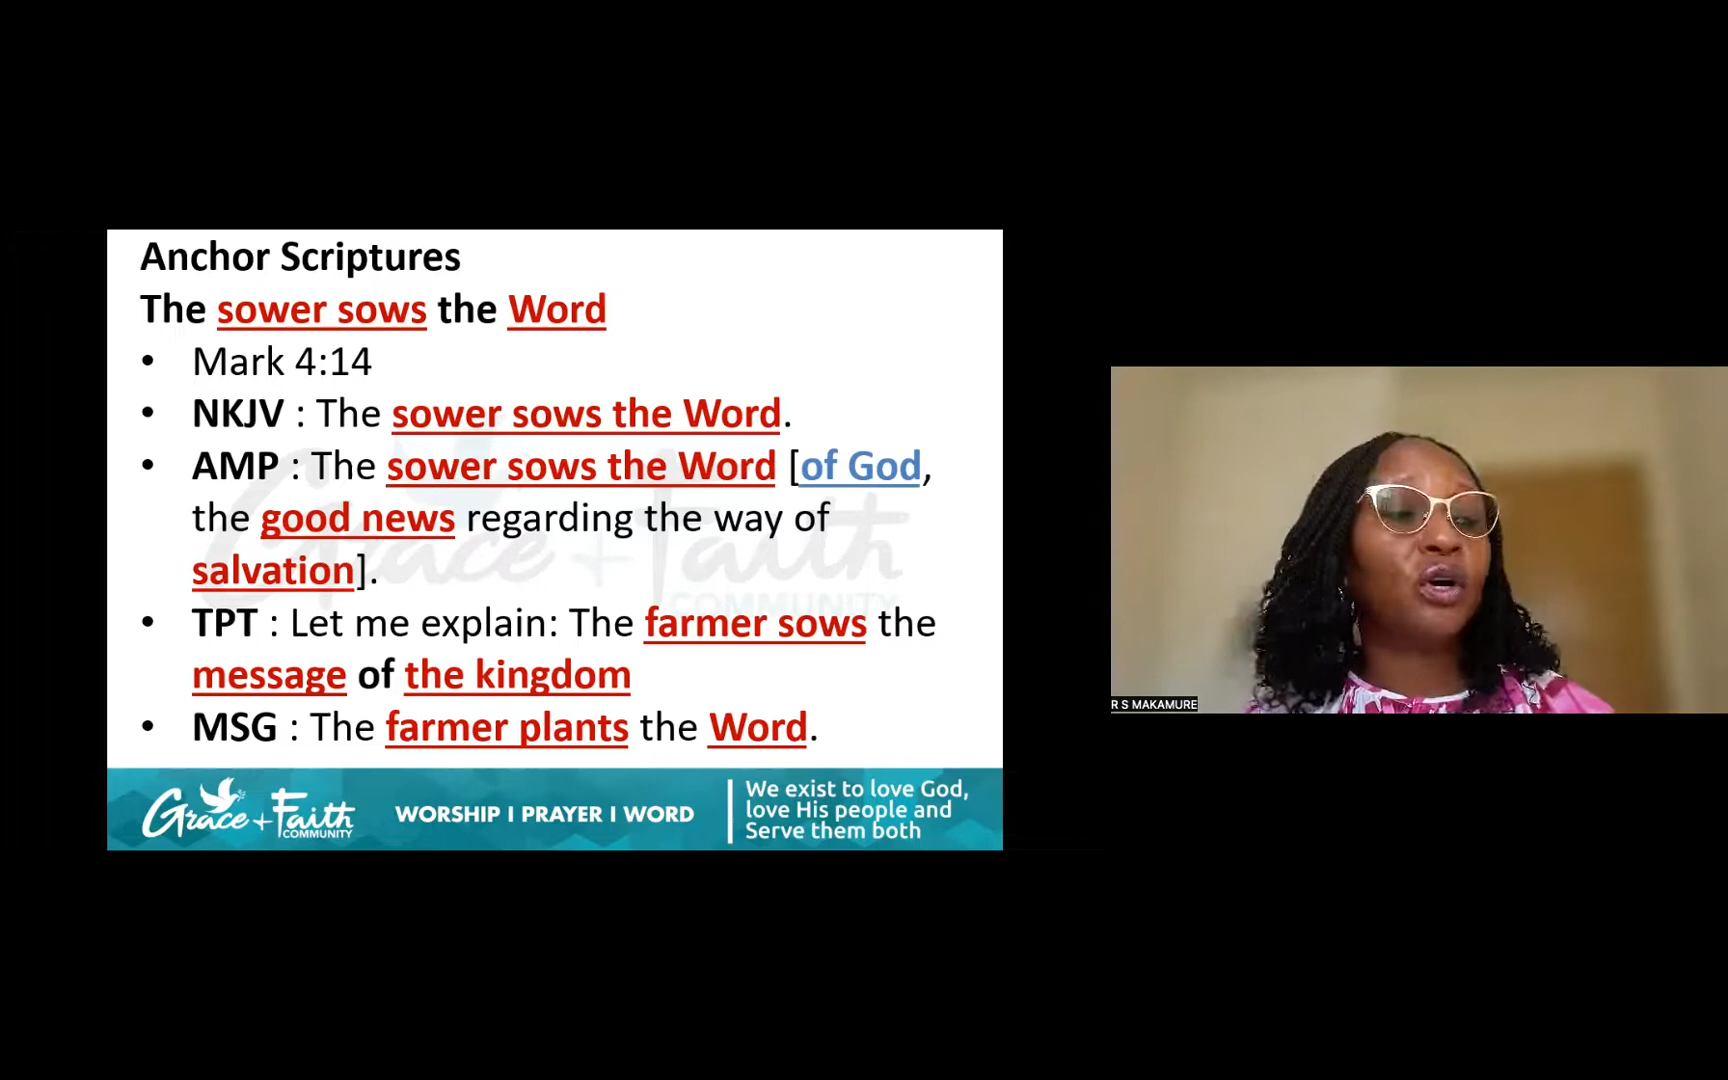 Anchor Scriptures
The sower sows the Word
• Mark 4:14
• NKJV : The sower sows the Word.
• AMP : The sower sows the Word [of God,
the good news regarding the way of
salvation].
• TPT : Let me explain: The farmer sows the
message of the kingdom
• MSG : The farmer plants the Word.
Grace + Faith
COMMUNITY
Grace + Faith
COMMUNITY
WORSHIP I PRAYER I WORD
We exist to love God,
love His people and
Serve them both
R S MAKAMURE